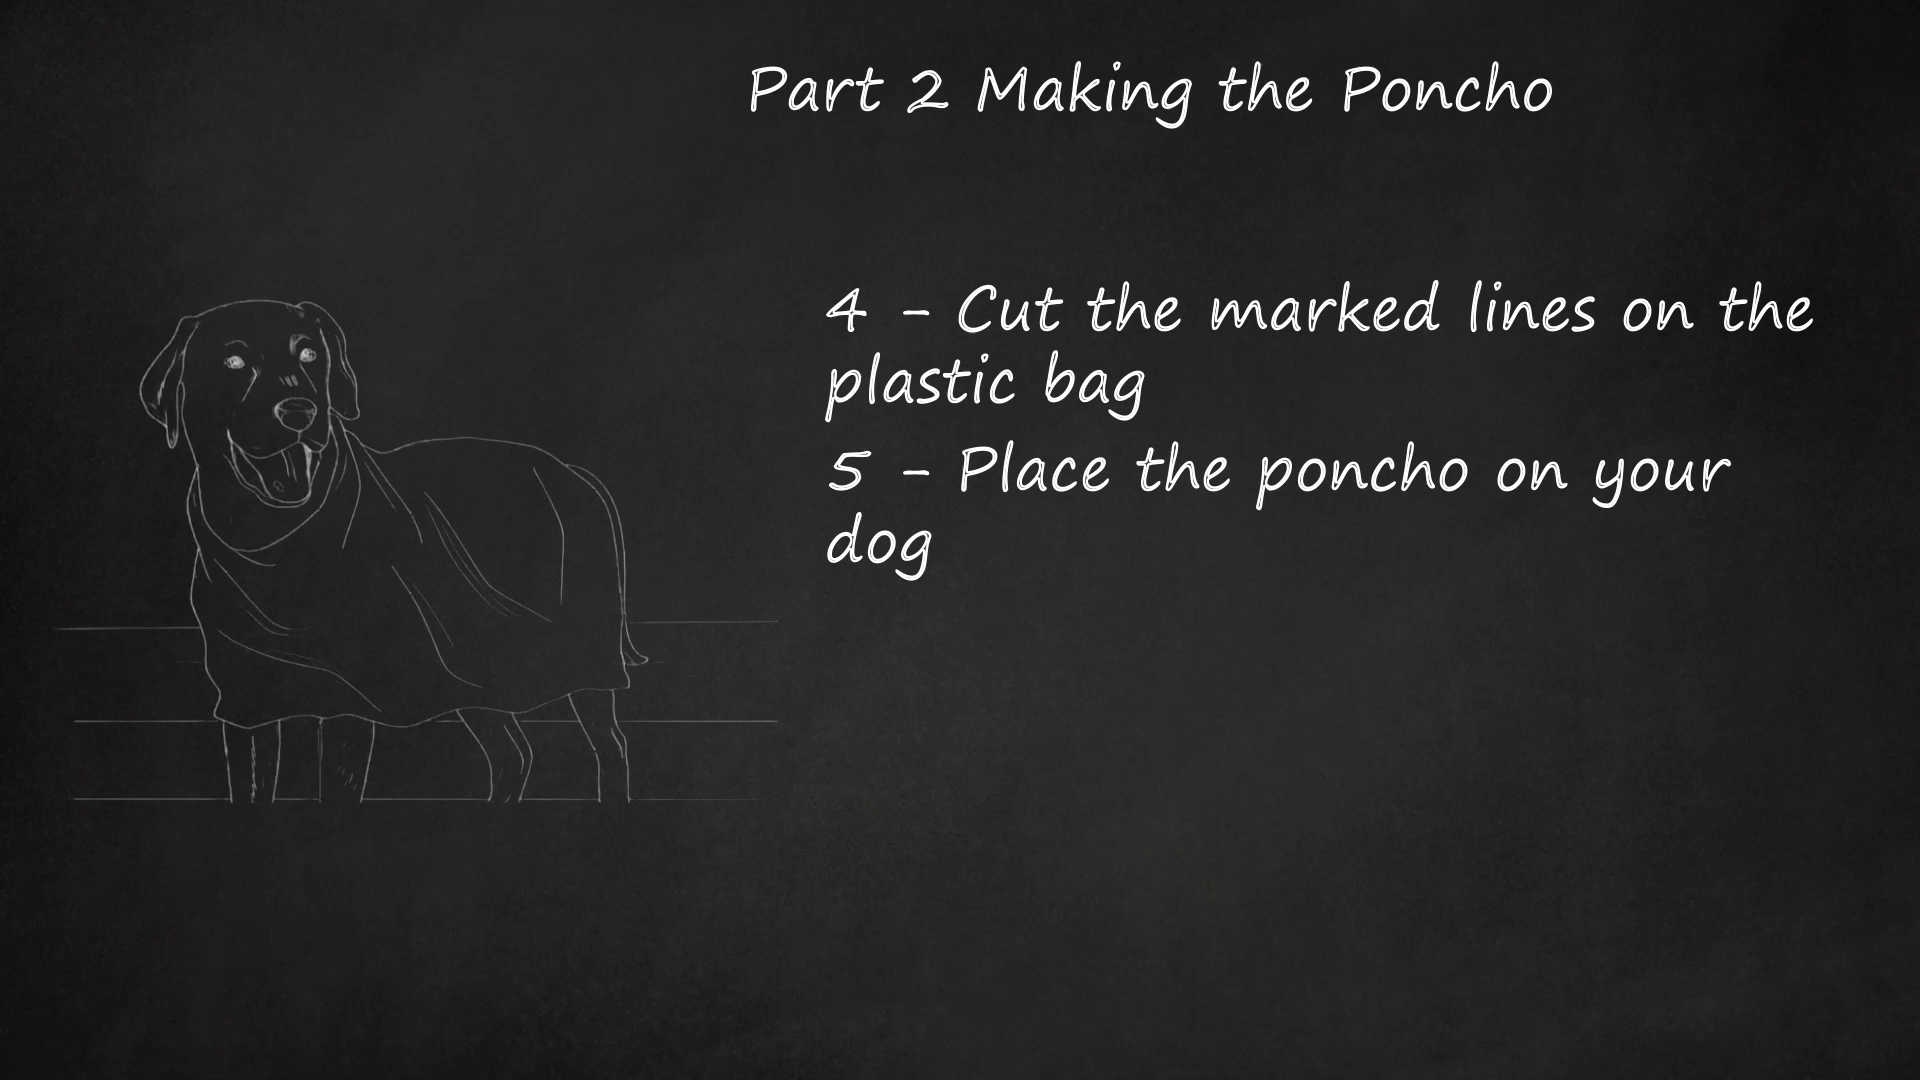 Part 2 Making the Poncho
4 - Cut the marked lines on the
plastic bag
5 - Place the poncho on your
dog